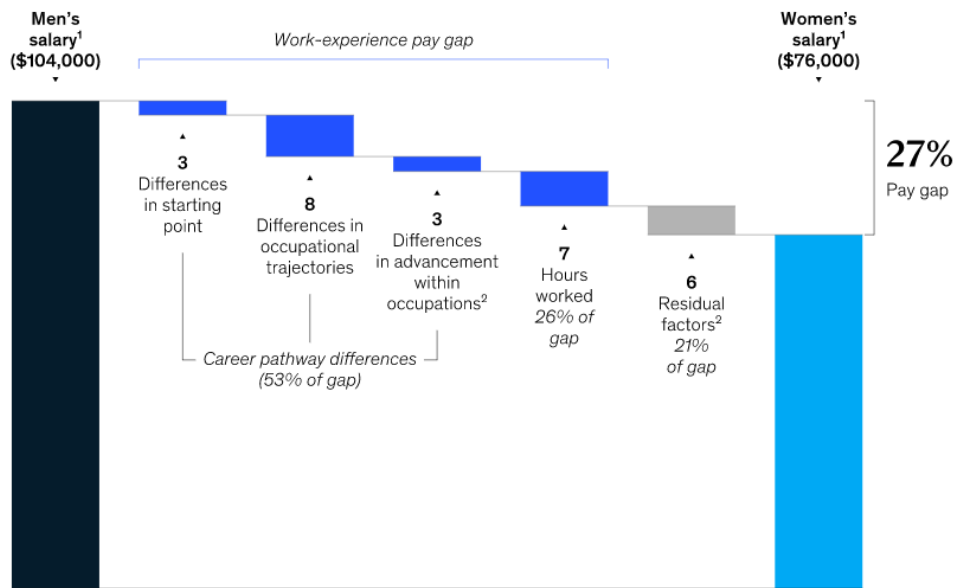 Men’s
salary¹
($104,000)
Work-experience pay gap
Women’s
salary¹
($76,000)
27%
Pay gap
3
Differences
in starting
point
8
Differences in
occupational
trajectories
3
Differences
in advancement
within
occupations²
7
Hours
worked
26% of
gap
6
Residual
factors²
21%
of gap
Career pathway differences
(53% of gap)